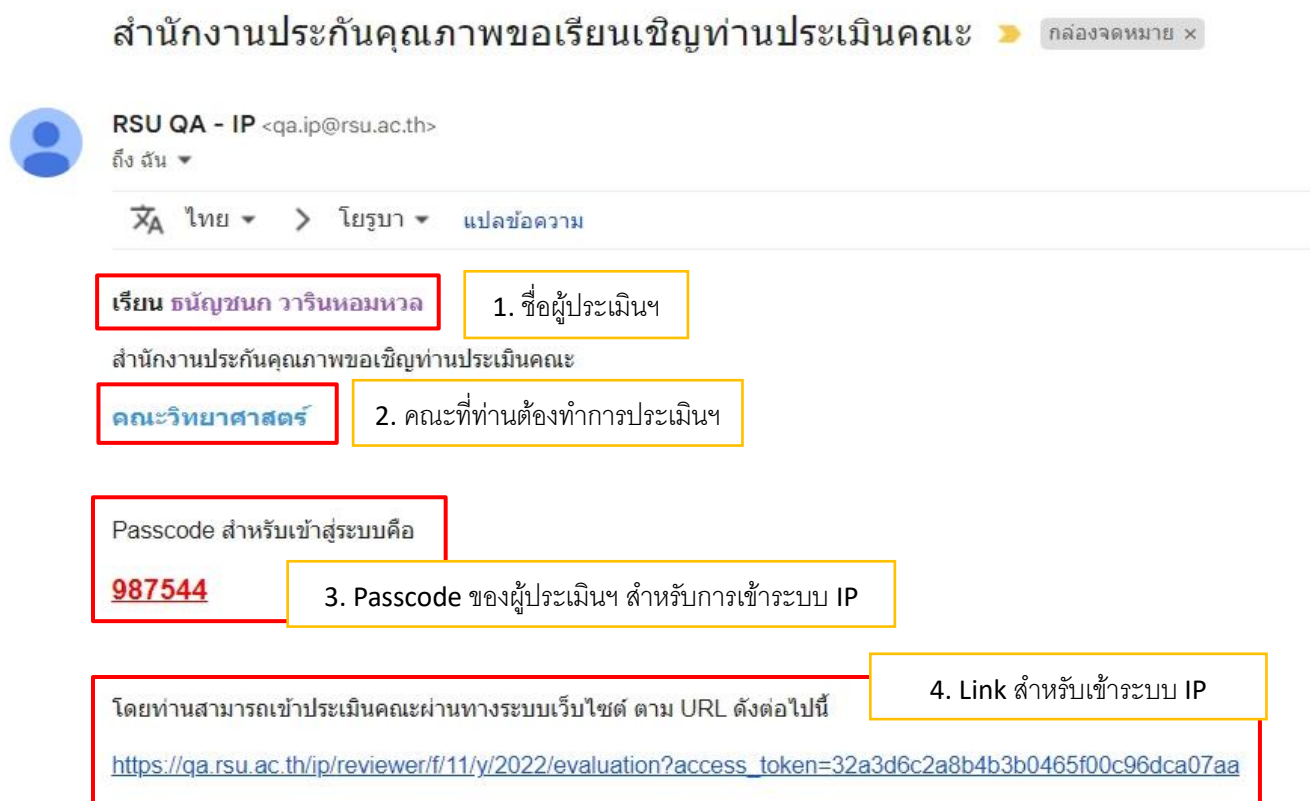 สำนักงานประกันคุณภาพขอเรียนเชิญท่านประเมินคณะ กล่องจดหมาย ×
RSU QA - IP <qa.ip@rsu.ac.th>
ถึง ฉัน
ไทย > โยรูบา แปลข้อความ
เรียน ธนัญชนก วารินหอมหวล 1. ชื่อผู้ประเมินฯ
สำนักงานประกันคุณภาพขอเชิญท่านประเมินคณะ
คณะวิทยาศาสตร์ 2. คณะที่ท่านต้องทำการประเมินฯ
Passcode สำหรับเข้าสู่ระบบคือ
987544 3. Passcode ของผู้ประเมินฯ สำหรับการเข้าระบบ IP
4. Link สำหรับเข้าระบบ IP
โดยท่านสามารถเข้าประเมินคณะผ่านทางระบบเว็บไซต์ ตาม URL ดังต่อไปนี้
https://qa.rsu.ac.th/ip/reviewer/f/11/y/2022/evaluation?access_token=32a3d6c2a8b4b3b0465f00c96dca07aa